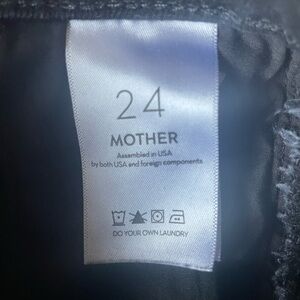 24
MOTHER
Assembled in USA
by both USA and foreign components
DO YOUR OWN LAUNDRY